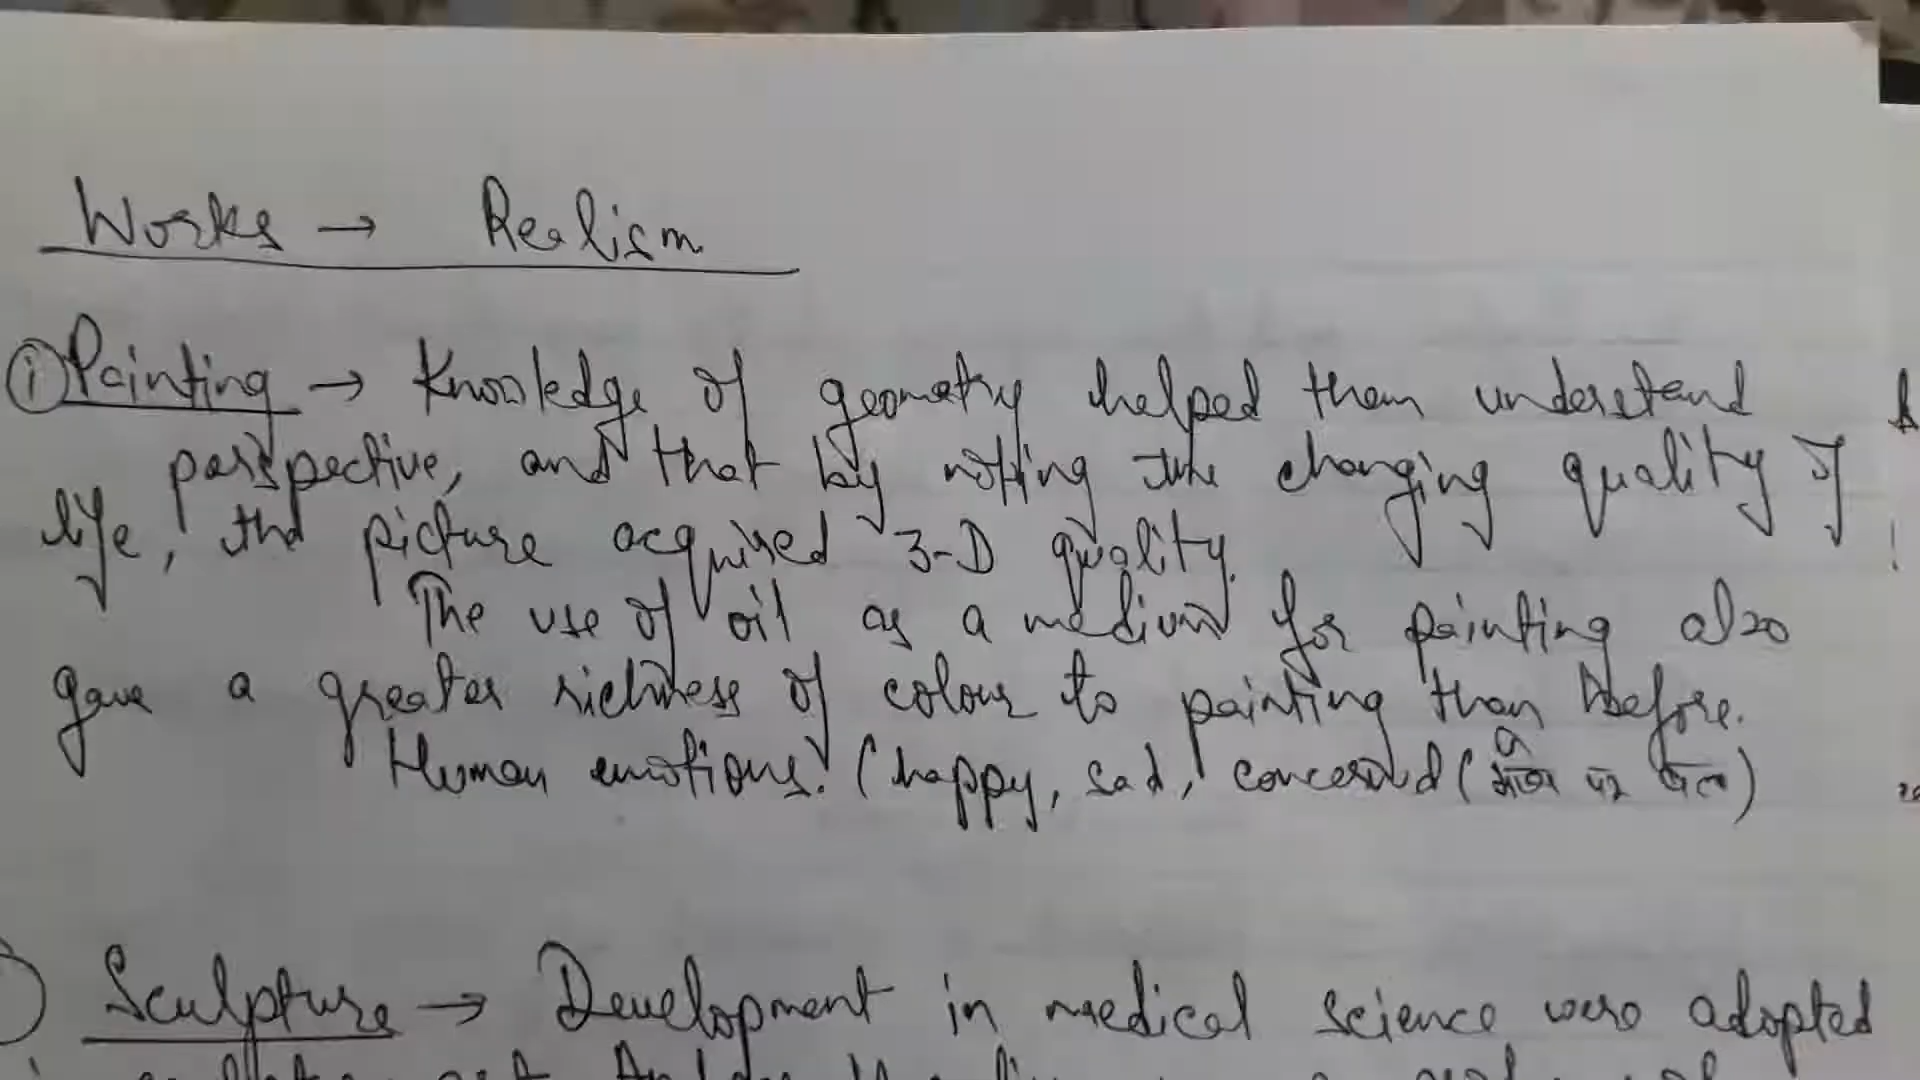 Works → Realism
i Painting → Knowledge of geometry helped them understand
perspective, and that by notting the changing quality of
life, the picture acquired 3-D quality.
The use of oil as a medium for painting also
gave a greater richness of colour to painting than before.
Human emotions. (happy, sad, concerned (पर)
Sculpture → Development in medical science were adopted